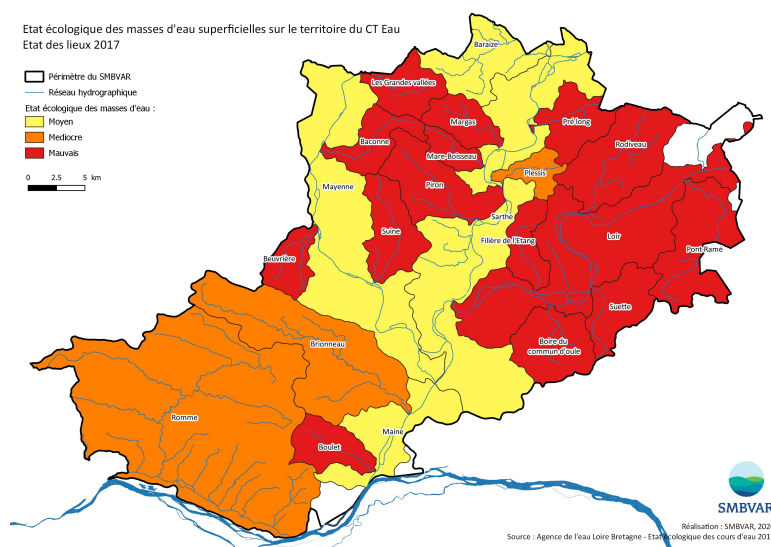 Etat écologique des masses d'eau superficielles sur le territoire du CT Eau
Etat des lieux 2017
Périmètre du SMBVAR
Réseau hydrographique
Etat écologique des masses d'eau :
Moyen
Mediocre
Mauvais
0 2.5 5 km
Baraize
Les Grandes vallées
Margas
Pré long
Baconne
Rodiveau
Mare-Boisseau
Plessis
Mayenne
Piron
Sarthe
Suine
Filière de l'Etang
Loir
Pont-Ramé
Beuvrière
Suette
Brionneau
Boire du
commun d'oule
Romme
Maine
Boulet
SMBVAR
Réalisation : SMBVAR, 202
Source : Agence de l'eau Loire Bretagne - Etat écologique des cours d'eau 201